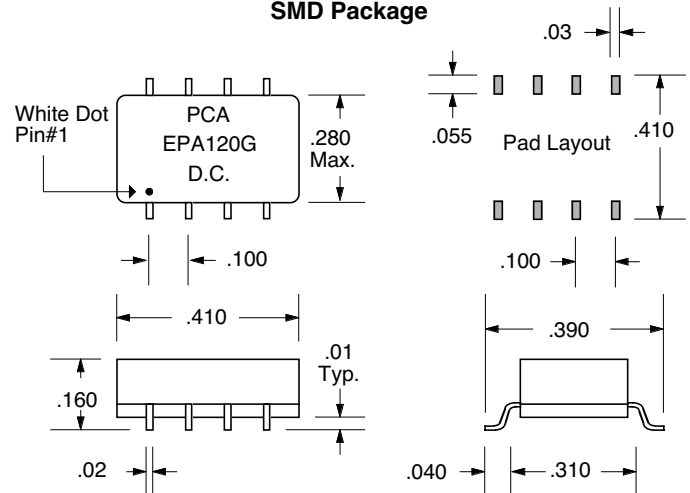 SMD Package
White Dot
Pin#1
PCA
EPA120G
D.C.
.280
Max.
.100
.03
.055
Pad Layout
.410
.100
.410
.160
.01
Typ.
.02
.390
.040
.310